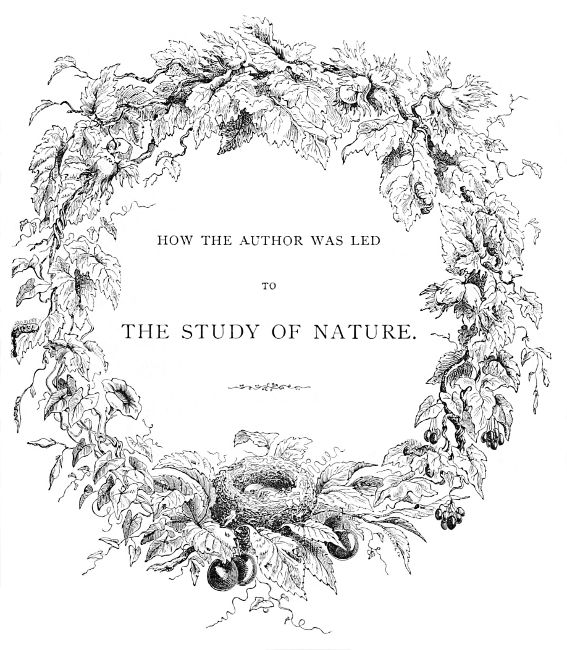 HOW THE AUTHOR WAS LED
TO
THE STUDY OF NATURE.